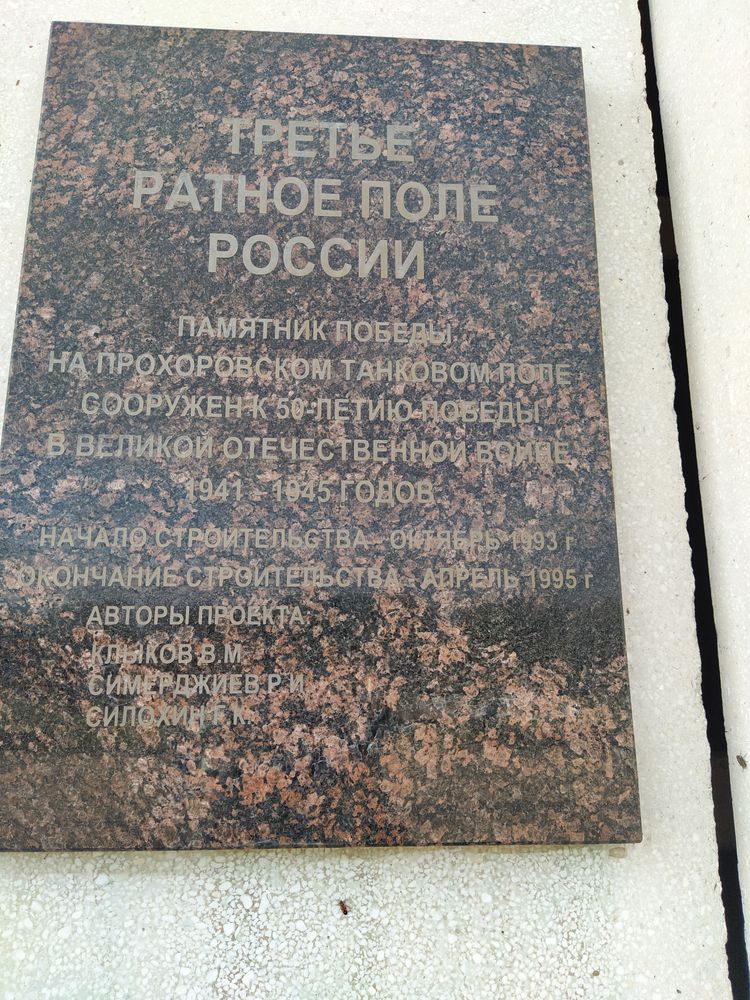 ТРЕТЬЕ
РАТНОЕ ПОЛЕ
РОССИИ
ПАМЯТНИК ПОБЕДЫ
НА ПРОХОРОВСКОМ ТАНКОВОМ ПОЛЕ
СООРУЖЕН К 50-ЛЕТИЮ ПОБЕДЫ
В ВЕЛИКОЙ ОТЕЧЕСТВЕННОЙ ВОЙНЕ
1941 - 1945 ГОДОВ
НАЧАЛО СТРОИТЕЛЬСТВА - ОКТЯБРЬ 1993 г
ОКОНЧАНИЕ СТРОИТЕЛЬСТВА - АПРЕЛЬ 1995 г
АВТОРЫ ПРОЕКТА:
КЛЫКОВ В.М.
СИМЕРДЖИЕВ Р.И.
СИЛОХИН Г.К.